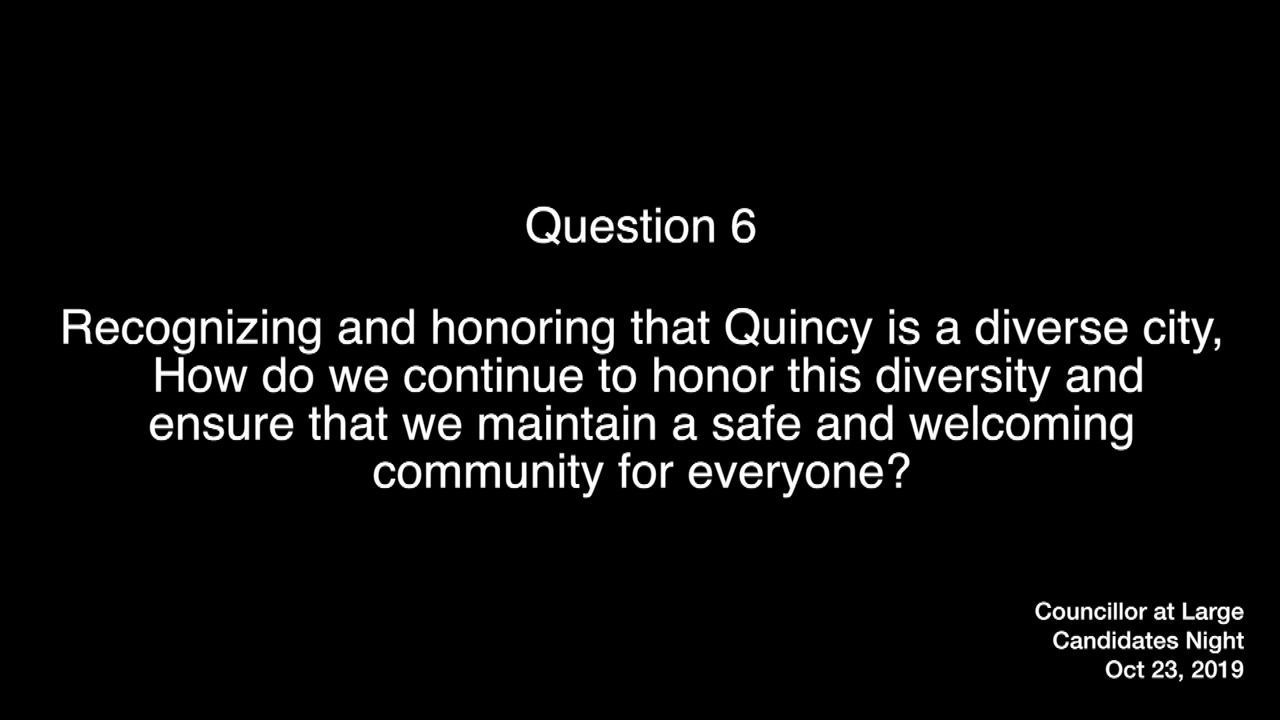 Question 6
Recognizing and honoring that Quincy is a diverse city,
How do we continue to honor this diversity and
ensure that we maintain a safe and welcoming
community for everyone?
Councillor at Large
Candidates Night
Oct 23, 2019